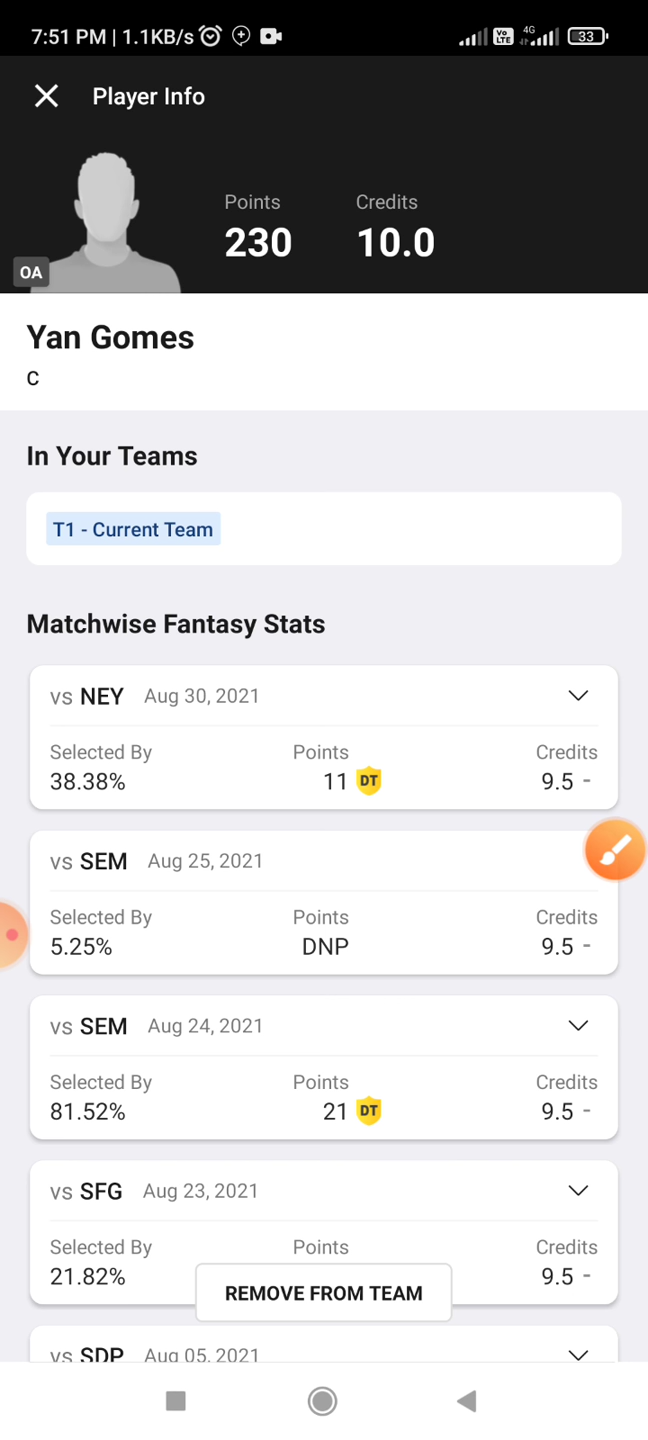 7:51 PM | 1.1KB/s Vo LTE 4G 33
Player Info
Points Credits
230 10.0
OA
Yan Gomes
C
In Your Teams
T1 - Current Team
Matchwise Fantasy Stats
vs NEY Aug 30, 2021
Selected By Points Credits
38.38% 11 DT 9.5 -
vs SEM Aug 25, 2021
Selected By Points Credits
5.25% DNP 9.5 -
vs SEM Aug 24, 2021
Selected By Points Credits
81.52% 21 DT 9.5 -
vs SFG Aug 23, 2021
Selected By Points Credits
21.82% 9.5 -
REMOVE FROM TEAM
vs SDP Aug 05, 2021